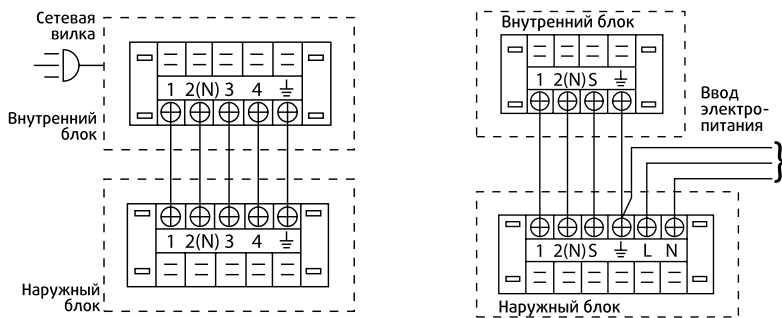 Сетевая
вилка
1 2(N) 3 4
Внутренний
блок
1 2(N) 3 4
Наружный
блок
Внутренний блок
1 2(N) S
Ввод
электро-
питания
1 2(N) S L N
Наружный блок